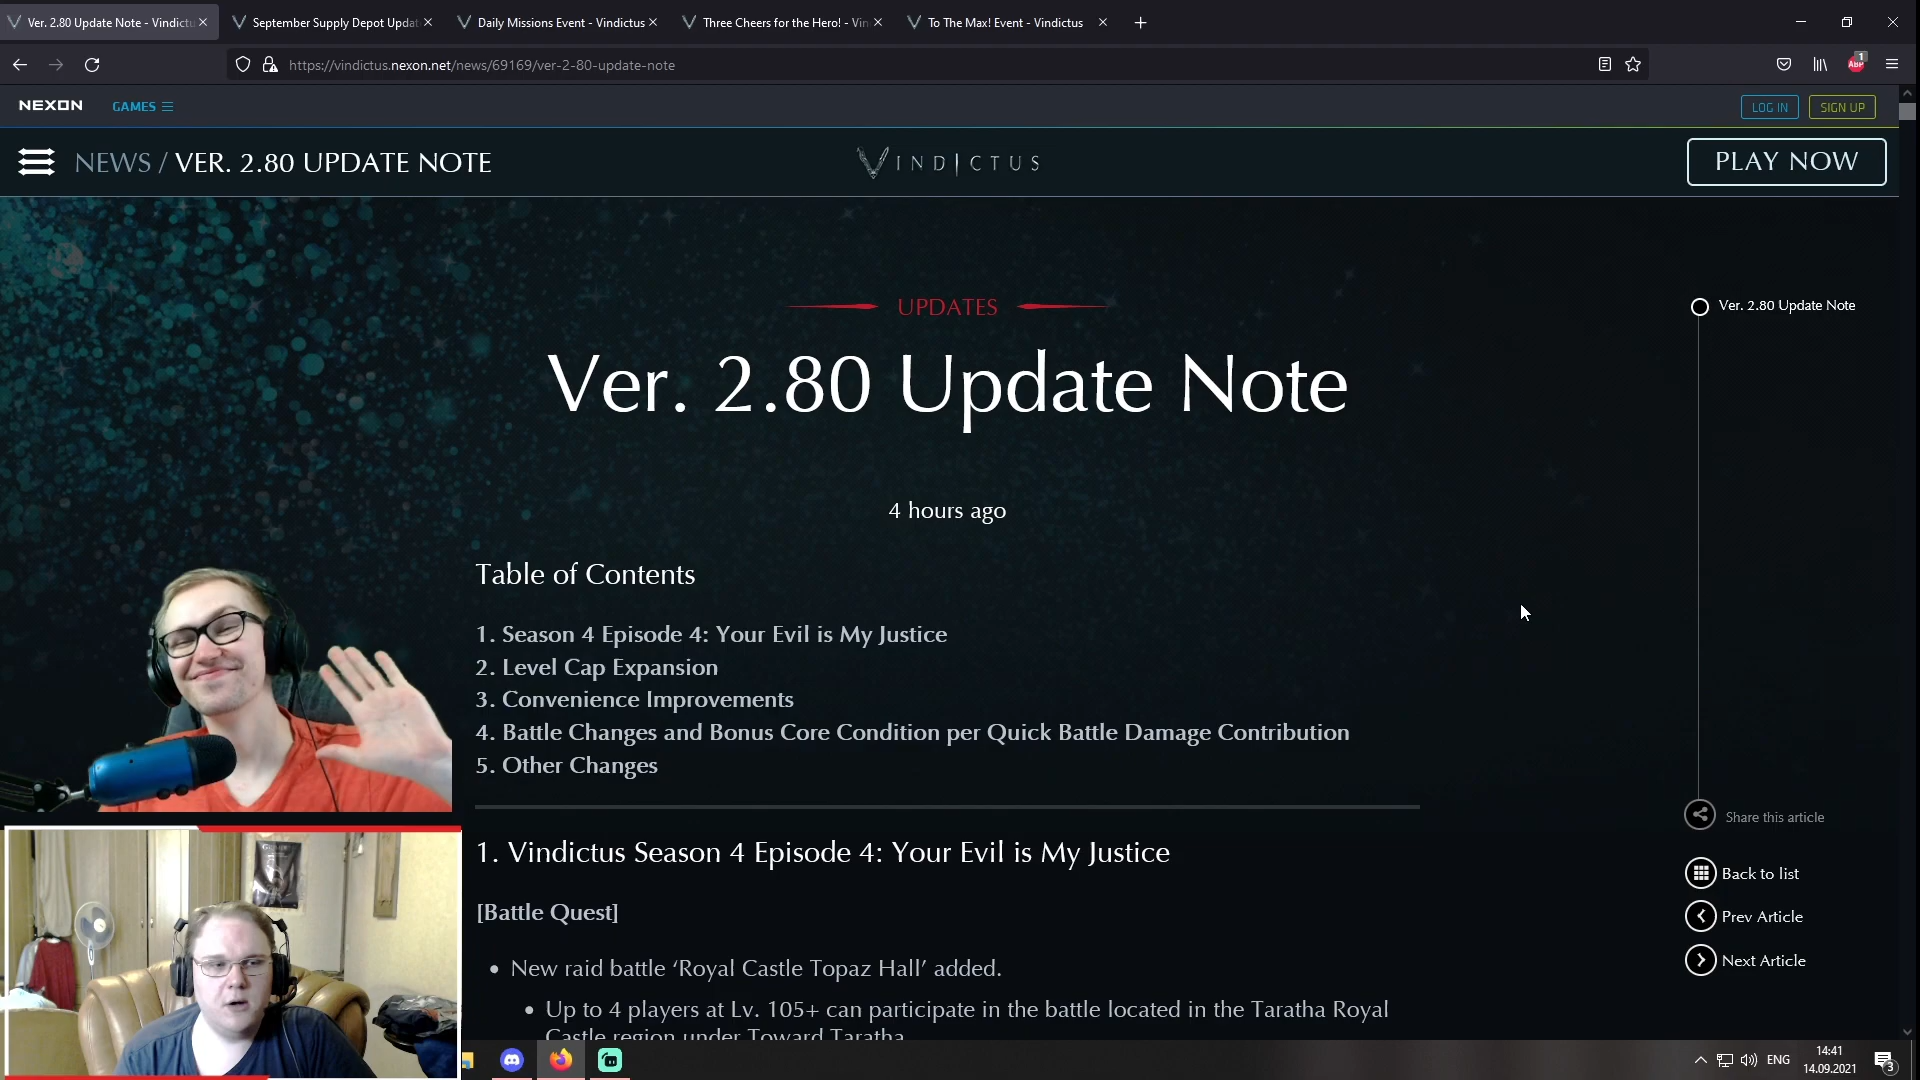 Ver. 2.80 Update Note - Vindictu
September Supply Depot Updat
Daily Missions Event - Vindictus
Three Cheers for the Hero! - Vin
To The Max! Event - Vindictus
https://vindictus.nexon.net/news/69169/ver-2-80-update-note
ABP
1
NEXON
GAMES
LOG IN
SIGN UP
NEWS / VER. 2.80 UPDATE NOTE
VINDICTUS
PLAY NOW
UPDATES
Ver. 2.80 Update Note
Ver. 2.80 Update Note
4 hours ago
Table of Contents
1. Season 4 Episode 4: Your Evil is My Justice
2. Level Cap Expansion
3. Convenience Improvements
4. Battle Changes and Bonus Core Condition per Quick Battle Damage Contribution
5. Other Changes
Share this article
1. Vindictus Season 4 Episode 4: Your Evil is My Justice
Back to list
[Battle Quest]
Prev Article
• New raid battle ‘Royal Castle Topaz Hall’ added.
Next Article
• Up to 4 players at Lv. 105+ can participate in the battle located in the Taratha Royal
Castle region under Toward Taratha.
ENG
14:41
14.09.2021
3